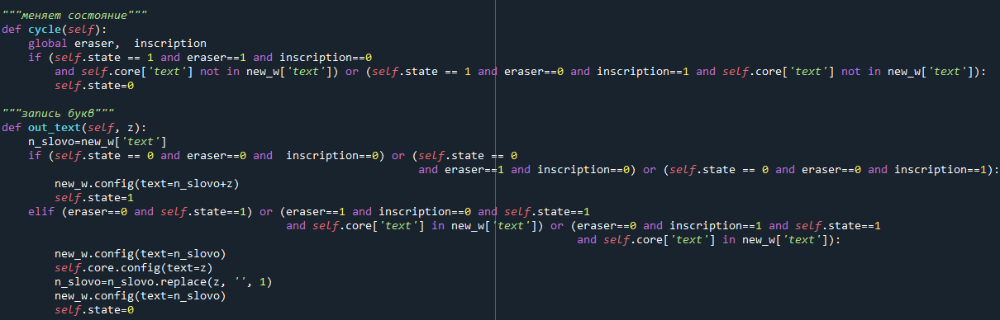 """меняет состояние"""
def cycle(self):
    global eraser,  inscription
    if (self.state == 1 and eraser==1 and inscription==0
        and self.core['text'] not in new_w['text']) or (self.state == 1 and eraser==0 and inscription==1 and self.core['text'] not in new_w['text']):
        self.state=0
"""запись букв"""
def out_text(self, z):
    n_slovo=new_w['text']
    if (self.state == 0 and eraser==0 and  inscription==0) or (self.state == 0
                                                               and eraser==1 and inscription==0) or (self.state == 0 and eraser==0 and inscription==1):
        new_w.config(text=n_slovo+z)
        self.state=1
    elif (eraser==0 and self.state==1) or (eraser==1 and inscription==0 and self.state==1
                                           and self.core['text'] in new_w['text']) or (eraser==0 and inscription==1 and self.state==1
                                                                                       and self.core['text'] in new_w['text']):
        new_w.config(text=n_slovo)
        self.core.config(text=z)
        n_slovo=n_slovo.replace(z, '', 1)
        new_w.config(text=n_slovo)
        self.state=0